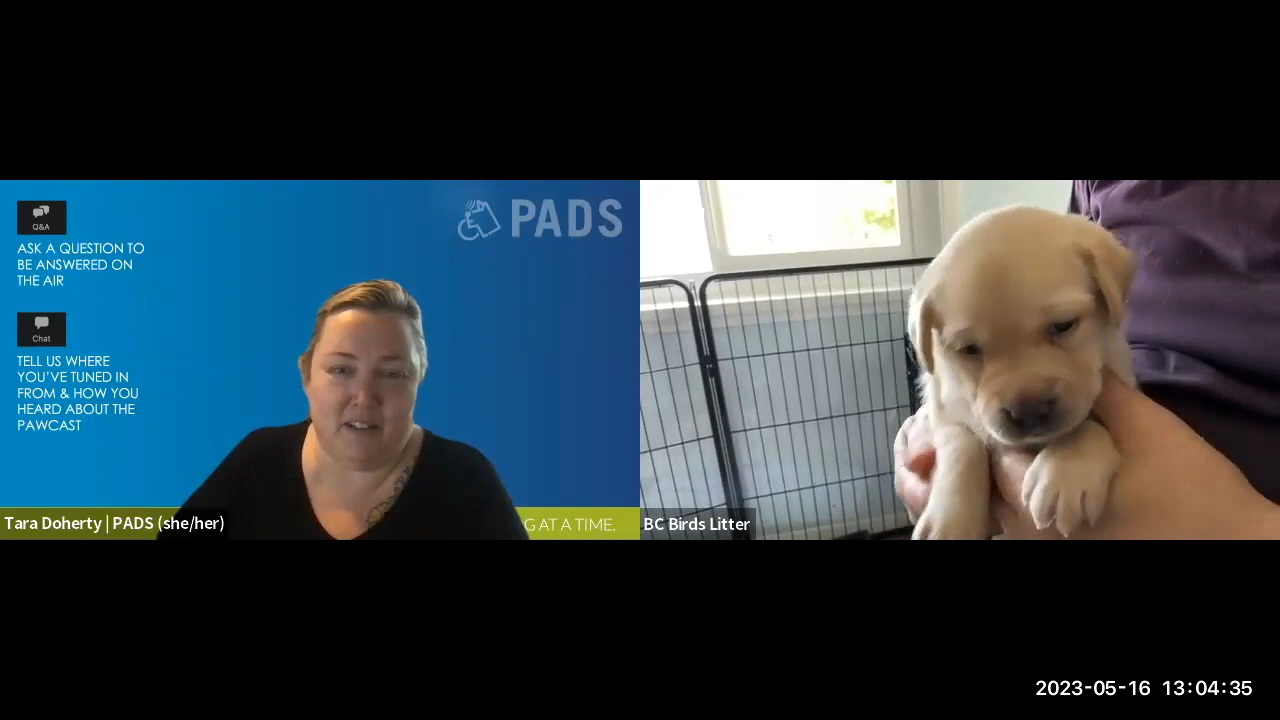 Q&A
ASK A QUESTION TO
BE ANSWERED ON
THE AIR
Chat
TELL US WHERE
YOU'VE TUNED IN
FROM & HOW YOU
HEARD ABOUT THE
PAWCAST
PADS
G AT A TIME.
Tara Doherty | PADS (she/her)
BC Birds Litter
2023-05-16 13:04:35